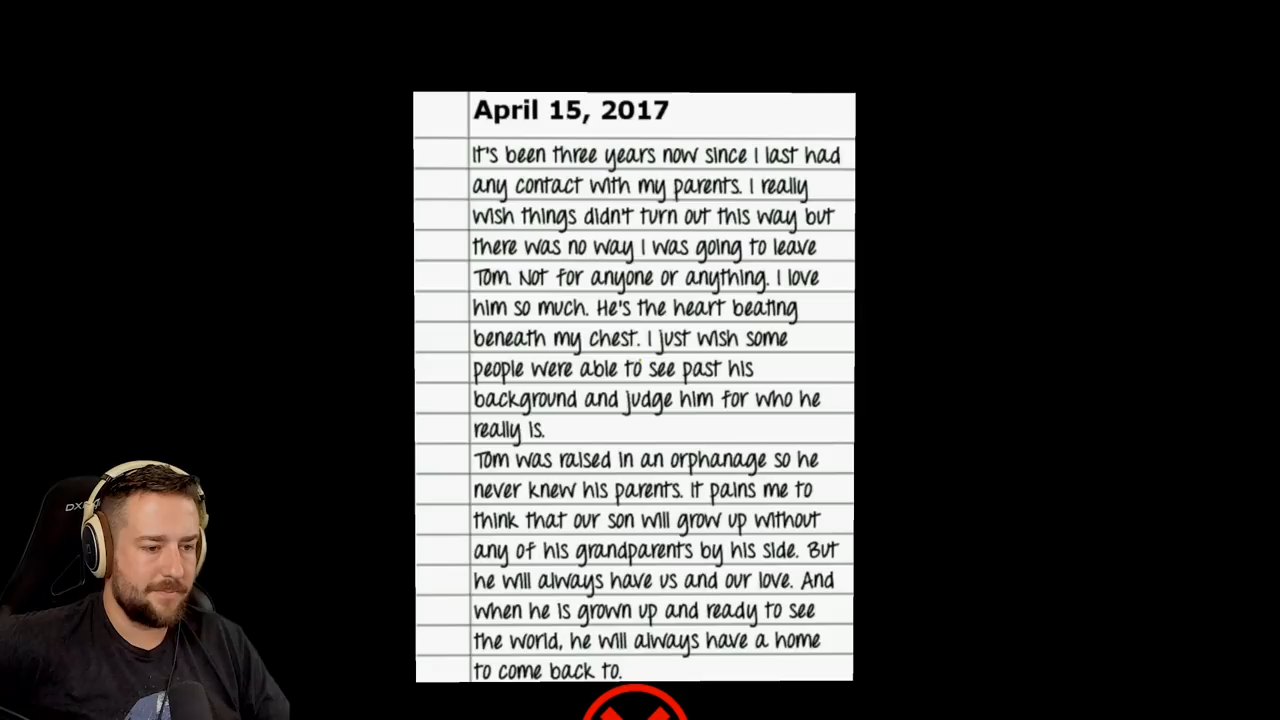 April 15, 2017
It's been three years now since I last had
any contact with my parents. I really
wish things didn't turn out this way but
there was no way I was going to leave
Tom. Not for anyone or anything. I love
him so much. He's the heart beating
beneath my chest. I just wish some
people were able to see past his
background and judge him for who he
really is.
Tom was raised in an orphanage so he
never knew his parents. It pains me to
think that our son will grow up without
any of his grandparents by his side. But
he will always have us and our love. And
when he is grown up and ready to see
the world, he will always have a home
to come back to.